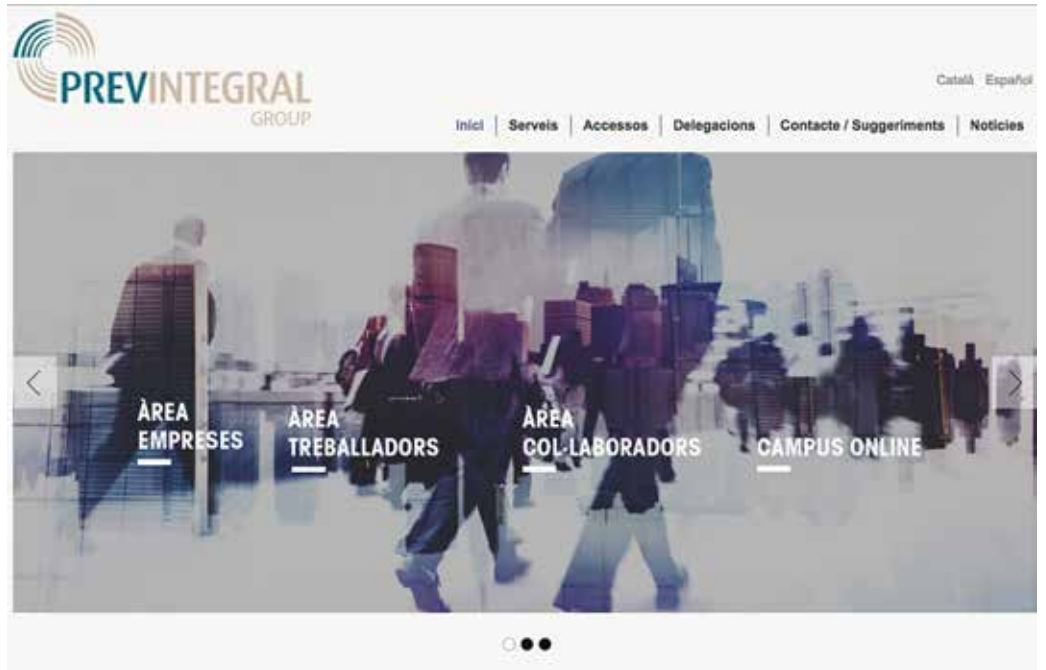 PREVINTEGRAL
GROUP
Català Español
Inici | Serveis | Accessos | Delegacions | Contacte / Suggeriments | Noticies
ÀREA
EMPRESES
ÀREA
TREBALLADORS
ÀREA
COL·LABORADORS
CAMPUS ONLINE